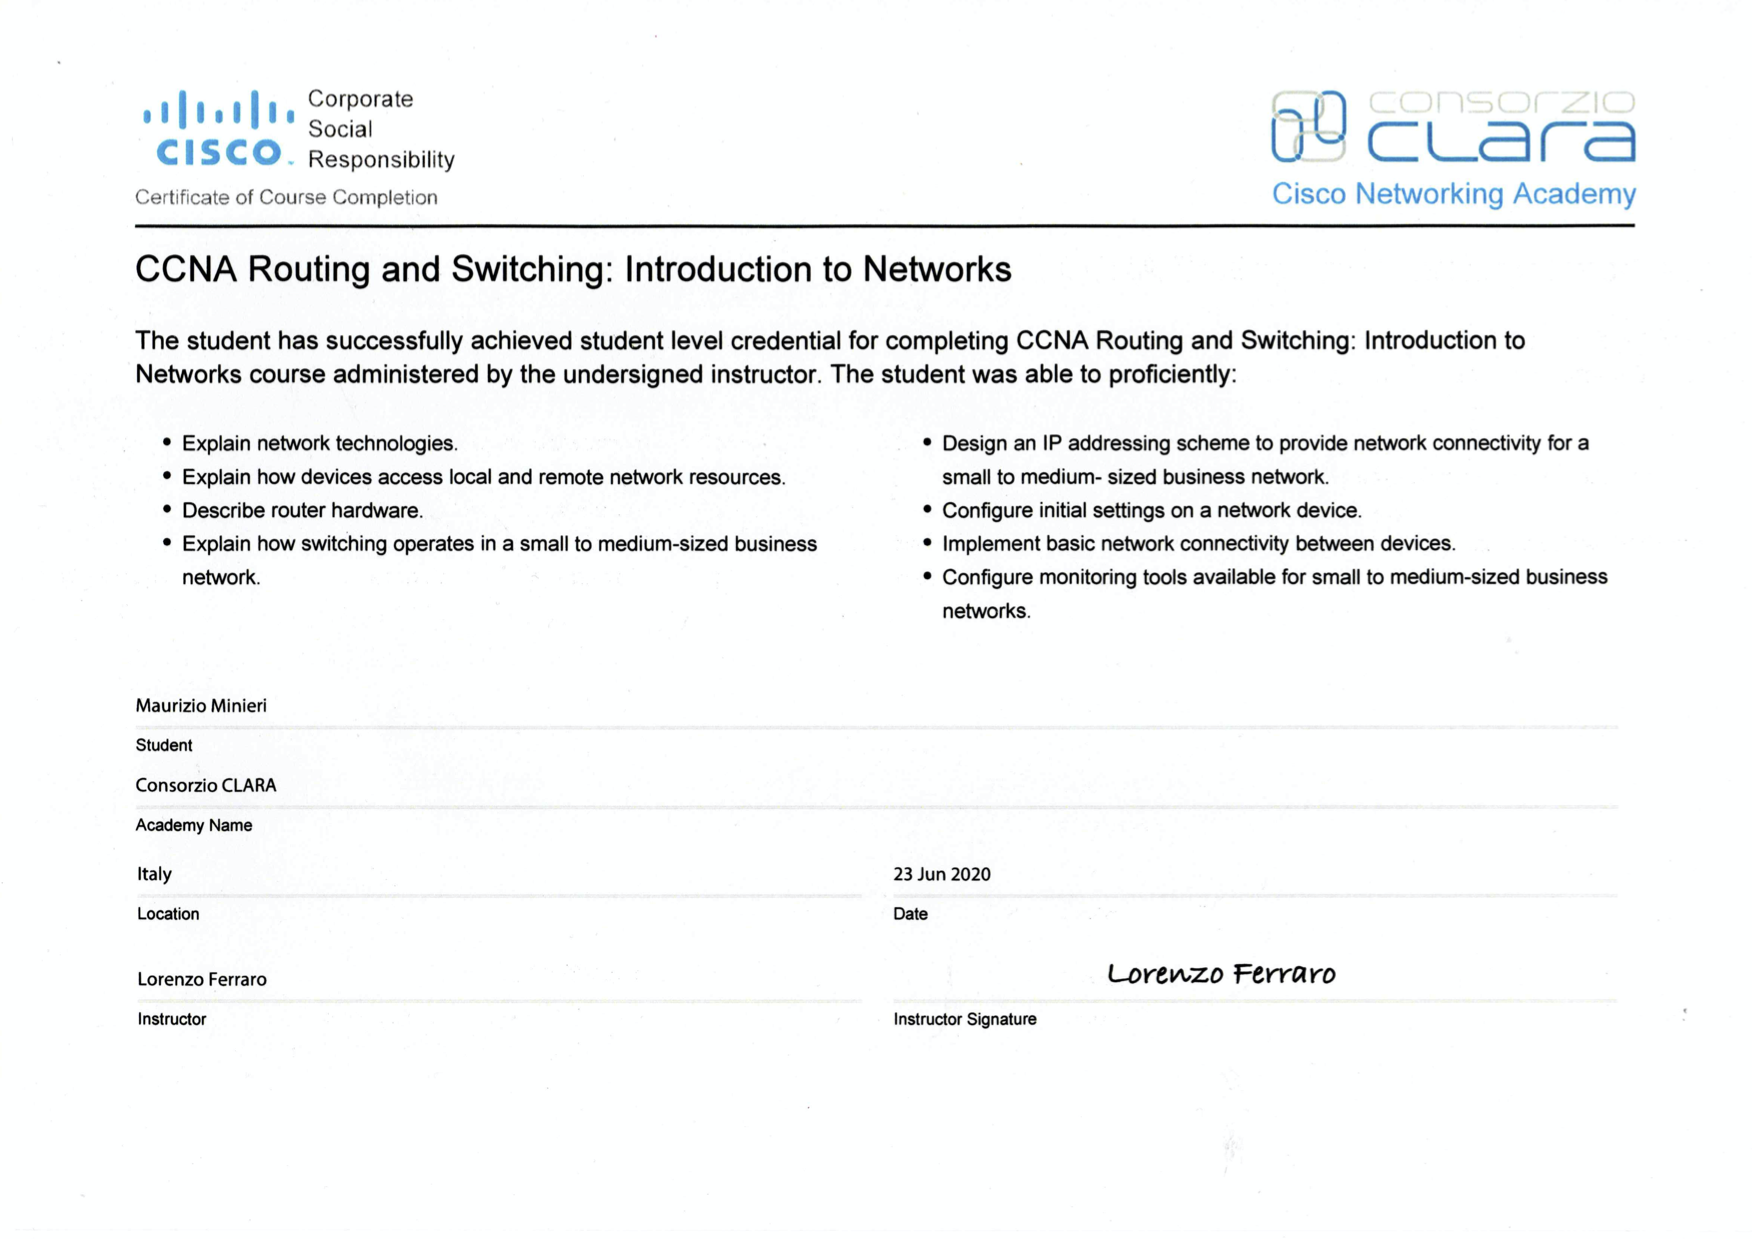 CISCO.
Corporate
Social
Responsibility
Certificate of Course Completion
consorzio
CLara
Cisco Networking Academy
CCNA Routing and Switching: Introduction to Networks
The student has successfully achieved student level credential for completing CCNA Routing and Switching: Introduction to
Networks course administered by the undersigned instructor. The student was able to proficiently:
• Explain network technologies.
• Explain how devices access local and remote network resources.
• Describe router hardware.
• Explain how switching operates in a small to medium-sized business
network.
• Design an IP addressing scheme to provide network connectivity for a
small to medium- sized business network.
• Configure initial settings on a network device.
• Implement basic network connectivity between devices.
• Configure monitoring tools available for small to medium-sized business
networks.
Maurizio Minieri
Student
Consorzio CLARA
Academy Name
Italy
Location
23 Jun 2020
Date
Lorenzo Ferraro
Instructor
Lorenzo Ferraro
Instructor Signature